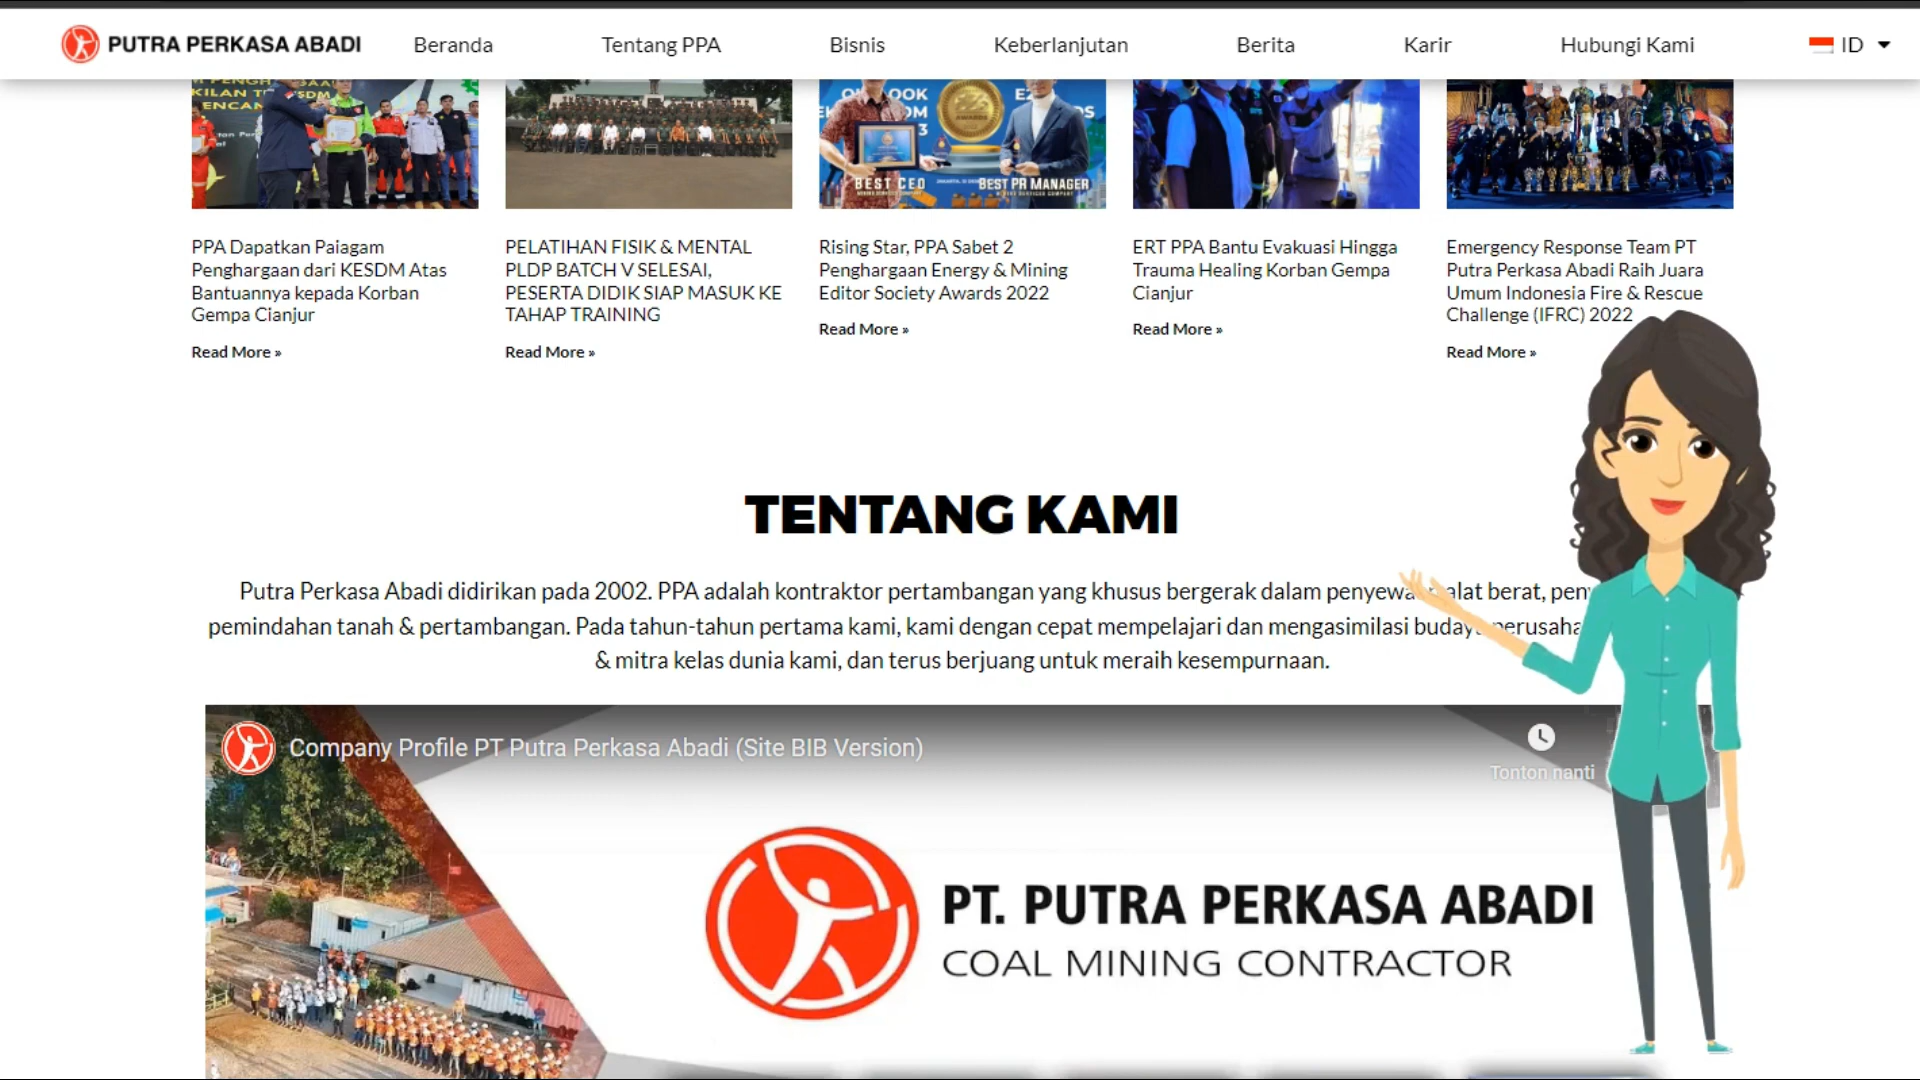 PUTRA PERKASA ABADI
Beranda
Tentang PPA
Bisnis
Keberlanjutan
Berita
Karir
Hubungi Kami
ID
BEST CEO
BEST PR MANAGER
PPA Dapatkan Paiagam
Penghargaan dari KESDM Atas
Bantuannya kepada Korban
Gempa Cianjur
Read More »
PELATIHAN FISIK & MENTAL
PLDP BATCH V SELESAI,
PESERTA DIDIK SIAP MASUK KE
TAHAP TRAINING
Read More »
Rising Star, PPA Sabet 2
Penghargaan Energy & Mining
Editor Society Awards 2022
Read More »
ERT PPA Bantu Evakuasi Hingga
Trauma Healing Korban Gempa
Cianjur
Read More »
Emergency Response Team PT
Putra Perkasa Abadi Raih Juara
Umum Indonesia Fire & Rescue
Challenge (IFRC) 2022
Read More »
TENTANG KAMI
Putra Perkasa Abadi didirikan pada 2002. PPA adalah kontraktor pertambangan yang khusus bergerak dalam alat berat,
pemindahan tanah & pertambangan. Pada tahun-tahun pertama kami, kami dengan cepat mempelajari dan mengasimilasi
& mitra kelas dunia kami, dan terus berjuang untuk meraih kesempurnaan.
Company Profile PT Putra Perkasa Abadi (Site BIB Version)
Tonton nanti
PT. PUTRA PERKASA ABADI
COAL MINING CONTRACTOR